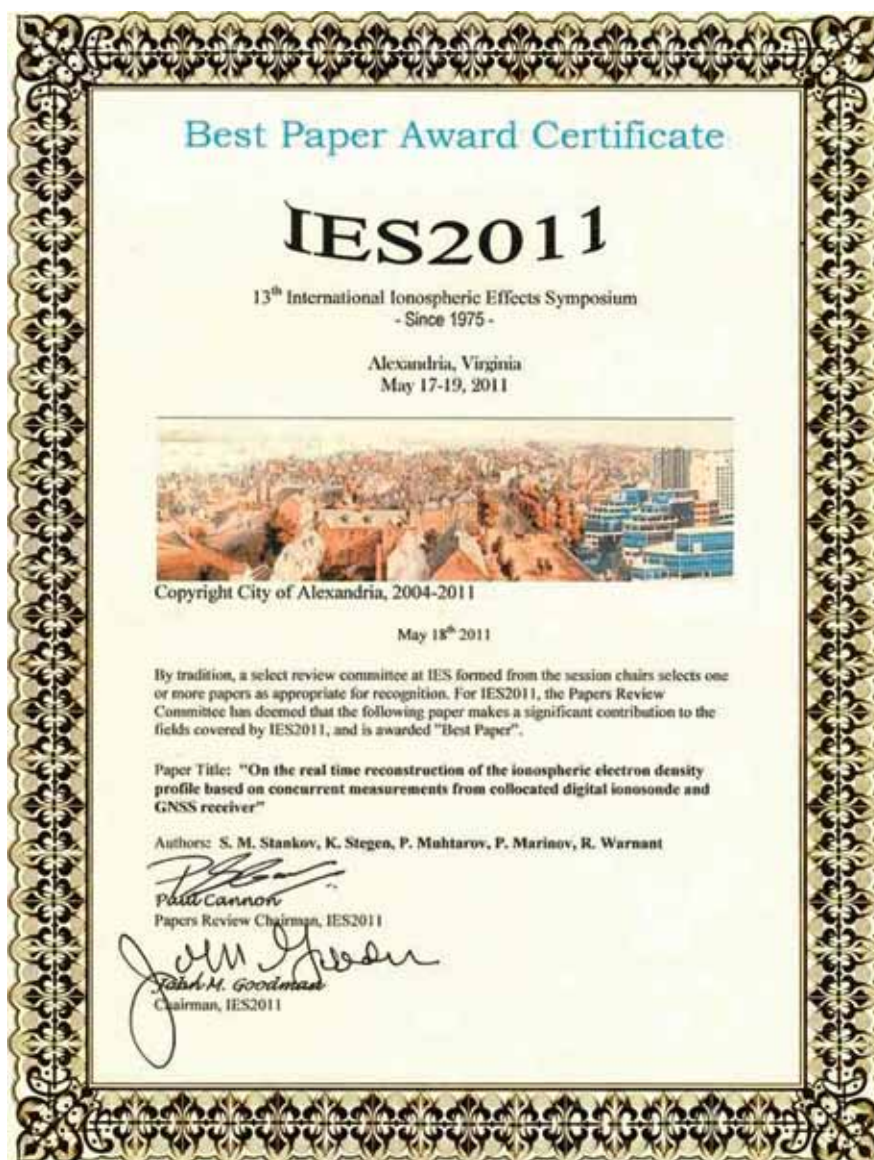 Best Paper Award Certificate
IES2011
13th International Ionospheric Effects Symposium
- Since 1975 -
Alexandria, Virginia
May 17-19, 2011
Copyright City of Alexandria, 2004-2011
May 18th 2011
By tradition, a select review committee at IES formed from the session chairs selects one
or more papers as appropriate for recognition. For IES2011, the Papers Review
Committee has deemed that the following paper makes a significant contribution to the
fields covered by IES2011, and is awarded "Best Paper".
Paper Title: "On the real time reconstruction of the ionospheric electron density
profile based on concurrent measurements from collocated digital ionosonde and
GNSS receiver"
Authors: S. M. Stankov, K. Stegen, P. Muhtarov, P. Marinov, R. Warnant
Paul Cannon
Papers Review Chairman, IES2011
John Goodman
John M. Goodman
Chairman, IES2011